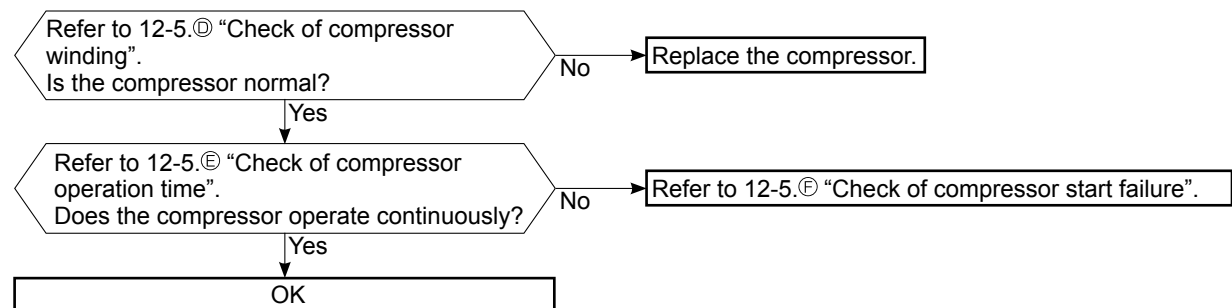 Refer to 12-5.Ⓓ “Check of compressor
winding”.
Is the compressor normal?
No
Replace the compressor.
Yes
Refer to 12-5.Ⓔ “Check of compressor
operation time”.
Does the compressor operate continuously?
No
Refer to 12-5.Ⓕ “Check of compressor start failure”.
Yes
OK